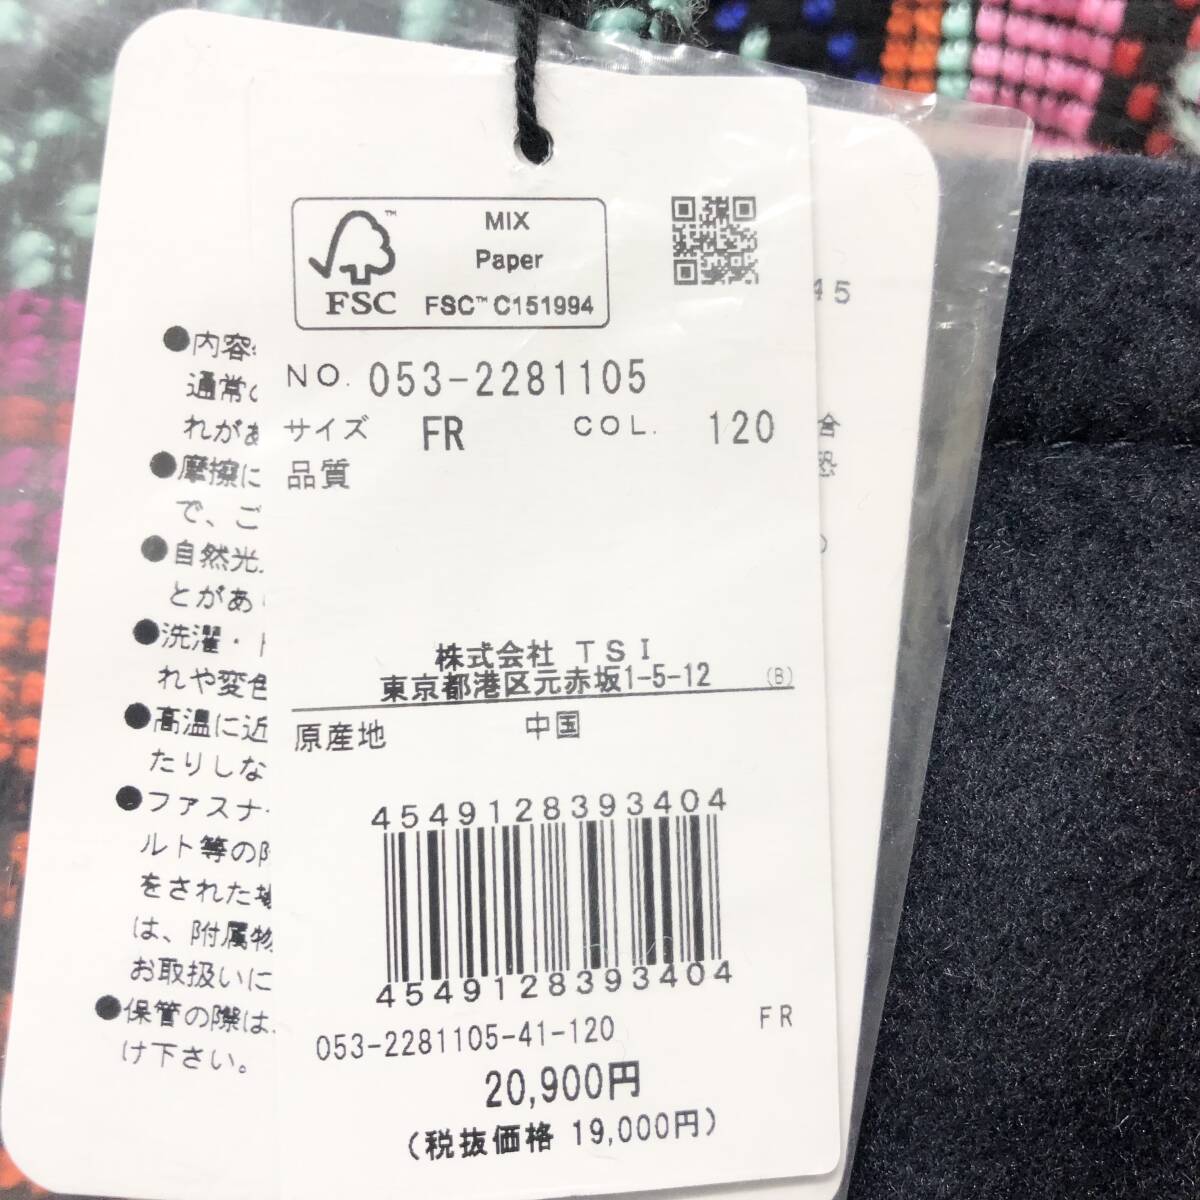 MIX
Paper
FSC™
FSC™ C151994
NO. 053-2281105
サイズ FR COL. 120
品質
株式会社 TSI
東京都港区元赤坂1-5-12 (B)
原産地 中国
4549128393404
4549128393404
053-2281105-41-120 FR
20,900円
(税抜価格 19,000円)
45
●内容
通常の
れがあ
●摩擦に
で、ご
●自然光
とがあ
●洗濯・
れや変色
●高温に近
たりしな
●ファスナ
ルト等の
をされた
は、附属物
お取扱いに
●保管の際は
け下さい。
合
恐